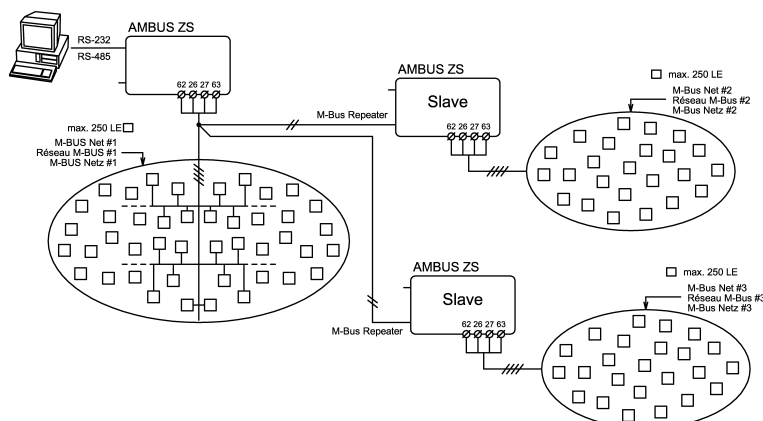 AMBUS ZS
RS-232
RS-485
62 26 27 63
max. 250 LE
M-BUS Net #1
Réseau M-BUS #1
M-BUS Netz #1
M-Bus Repeater
AMBUS ZS
Slave
62 26 27 63
max. 250 LE
M-Bus Net #2
Réseau M-Bus #2
M-Bus Netz #2
M-Bus Repeater
AMBUS ZS
Slave
62 26 27 63
max. 250 LE
M-Bus Net #3
Réseau M-Bus #3
M-Bus Netz #3